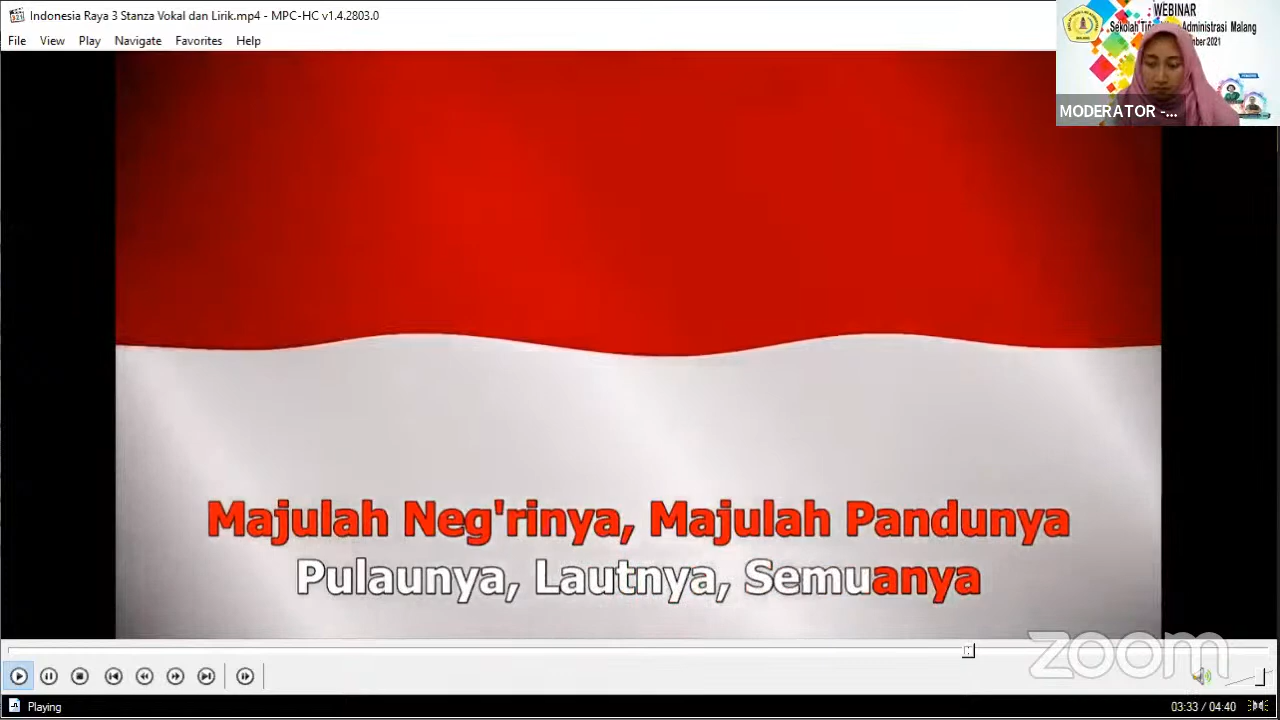 Indonesia Raya 3 Stanza Vokal dan Lirik.mp4 - MPC-HC v1.4.2803.0
File View Play Navigate Favorites Help
WEBINAR
Sekolah Administrasi Malang
2021
MODERATOR -...
Majulah Neg'rinya, Majulah Pandunya
Pulaunya, Lautnya, Semuanya
zoom
Playing
03:33 / 04:40